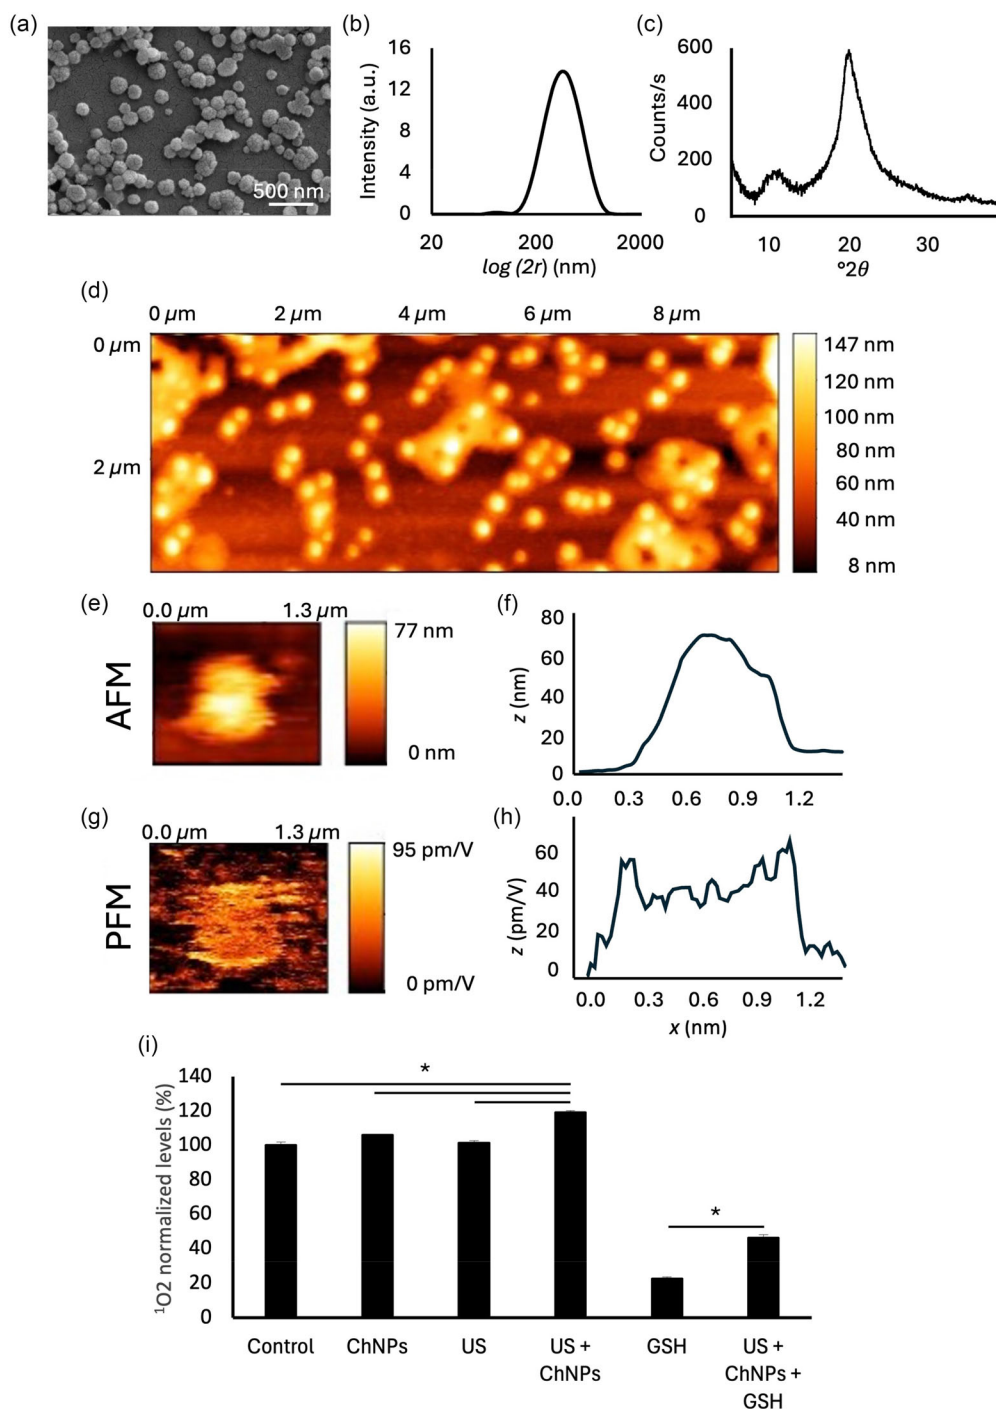 (a)
500 nm
(b)
16
12
8
4
0
Intensity (a.u.)
20 200 2000
log (2r) (nm)
(c)
600
400
200
0
Counts/s
10 20 30
°2θ
(d)
0 µm 2 µm 4 µm 6 µm 8 µm
0 µm
2 µm
147 nm
120 nm
100 nm
80 nm
60 nm
40 nm
8 nm
(e)
0.0 µm 1.3 µm
AFM
77 nm
0 nm
(f)
80
60
40
20
0
z (nm)
0.0 0.3 0.6 0.9 1.2
(g)
0.0 µm 1.3 µm
PFM
95 pm/V
0 pm/V
(h)
60
40
20
0
z (pm/V)
0.0 0.3 0.6 0.9 1.2
x (nm)
(i)
140
120
100
80
60
40
20
0
¹O2 normalized levels (%)
*
*
Control ChNPs US US + GSH US +
ChNPs ChNPs +
GSH